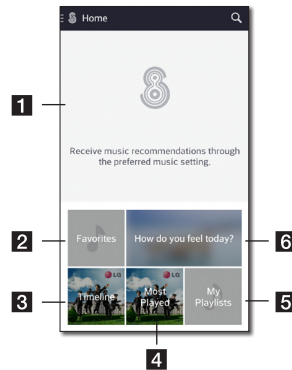 Home
1
Receive music recommendations through
the preferred music setting.
2
Favorites
How do you feel today?
6
3
LG
Timeline
LG
Most
Played
My
Playlists
5
4